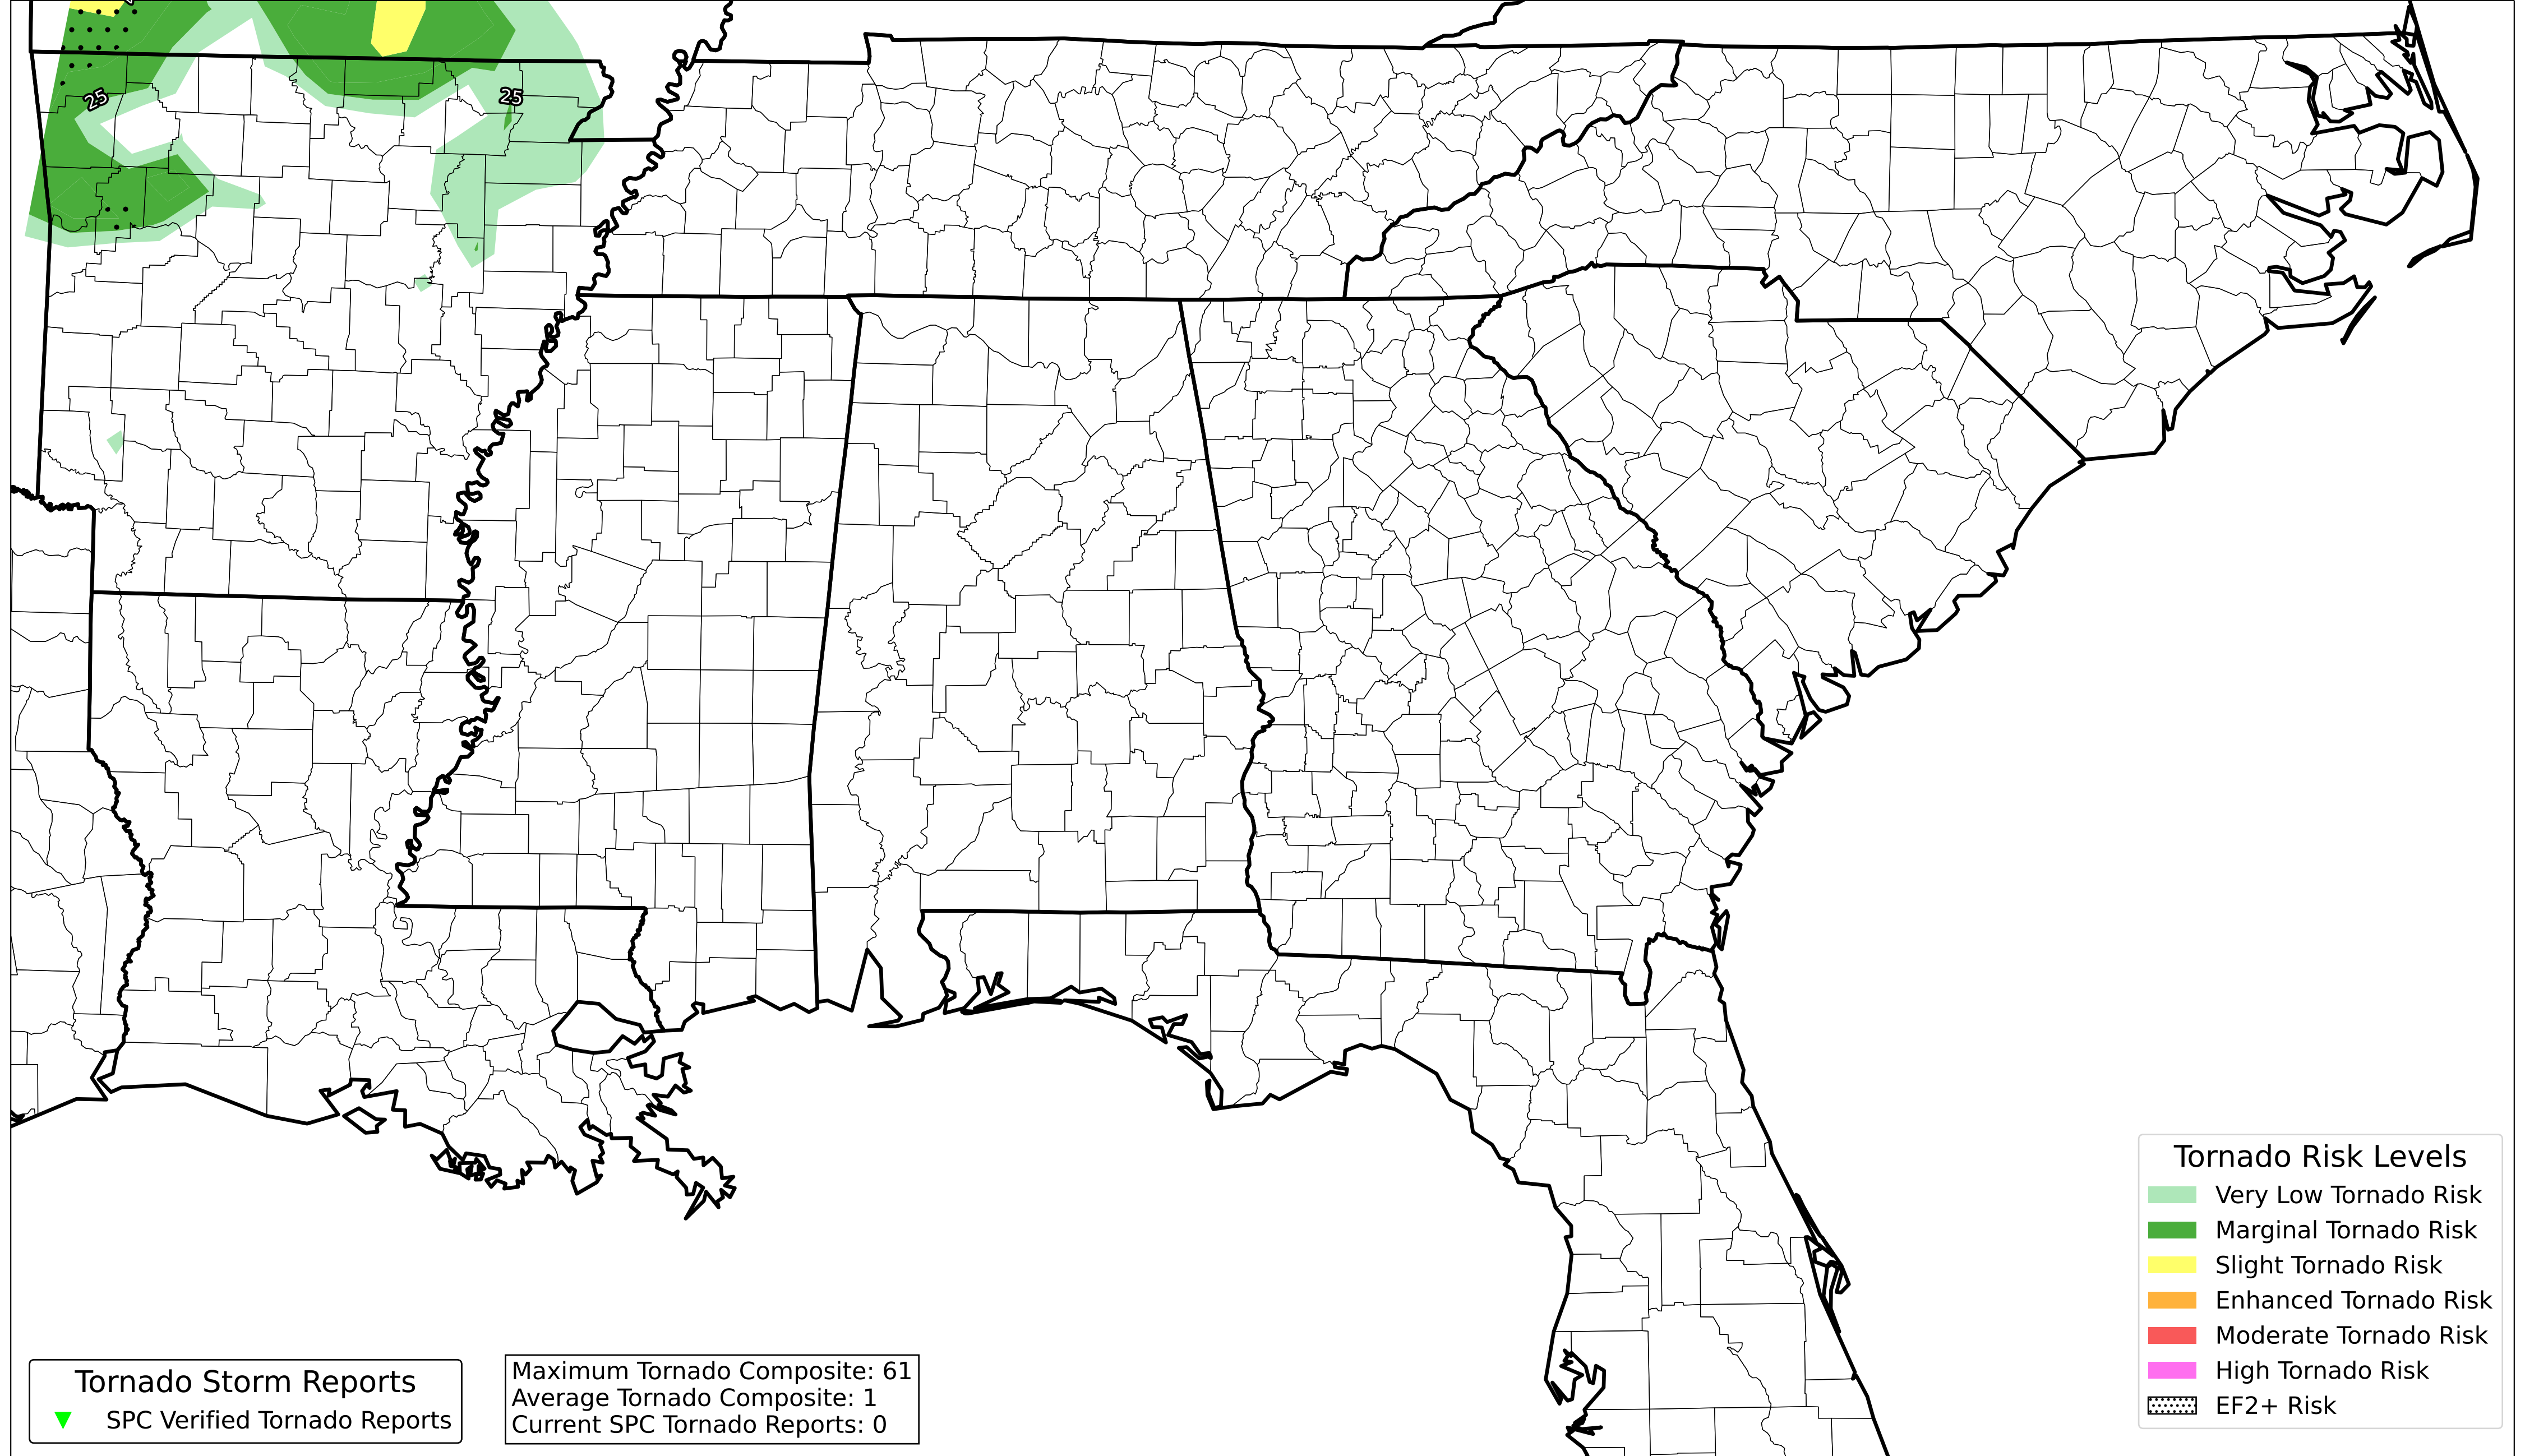 25
25
Tornado Risk Levels
Very Low Tornado Risk
Marginal Tornado Risk
Slight Tornado Risk
Enhanced Tornado Risk
Moderate Tornado Risk
High Tornado Risk
EF2+ Risk
Tornado Storm Reports
SPC Verified Tornado Reports
Maximum Tornado Composite: 61
Average Tornado Composite: 1
Current SPC Tornado Reports: 0